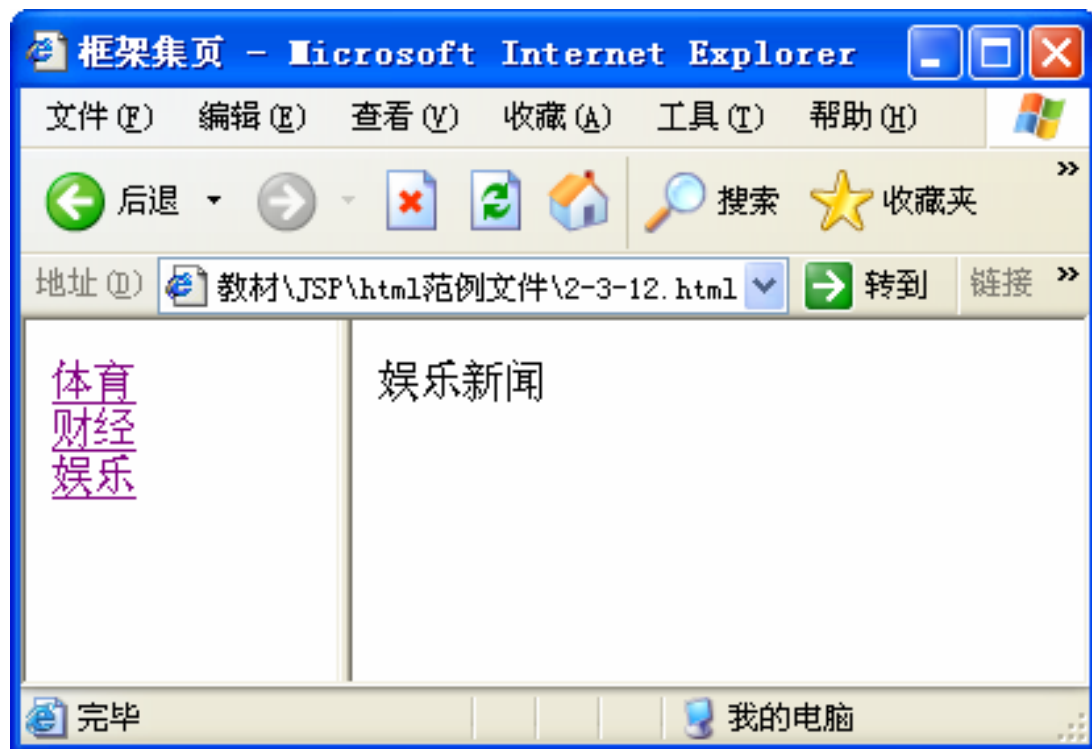 框架集页 - Microsoft Internet Explorer
文件(F) 编辑(E) 查看(V) 收藏(A) 工具(T) 帮助(H)
后退 搜索 收藏夹 »
地址(D) 教材\JSP\html范例文件\2-3-12.html 转到 链接 »
体育 娱乐新闻
财经
娱乐
完毕 我的电脑